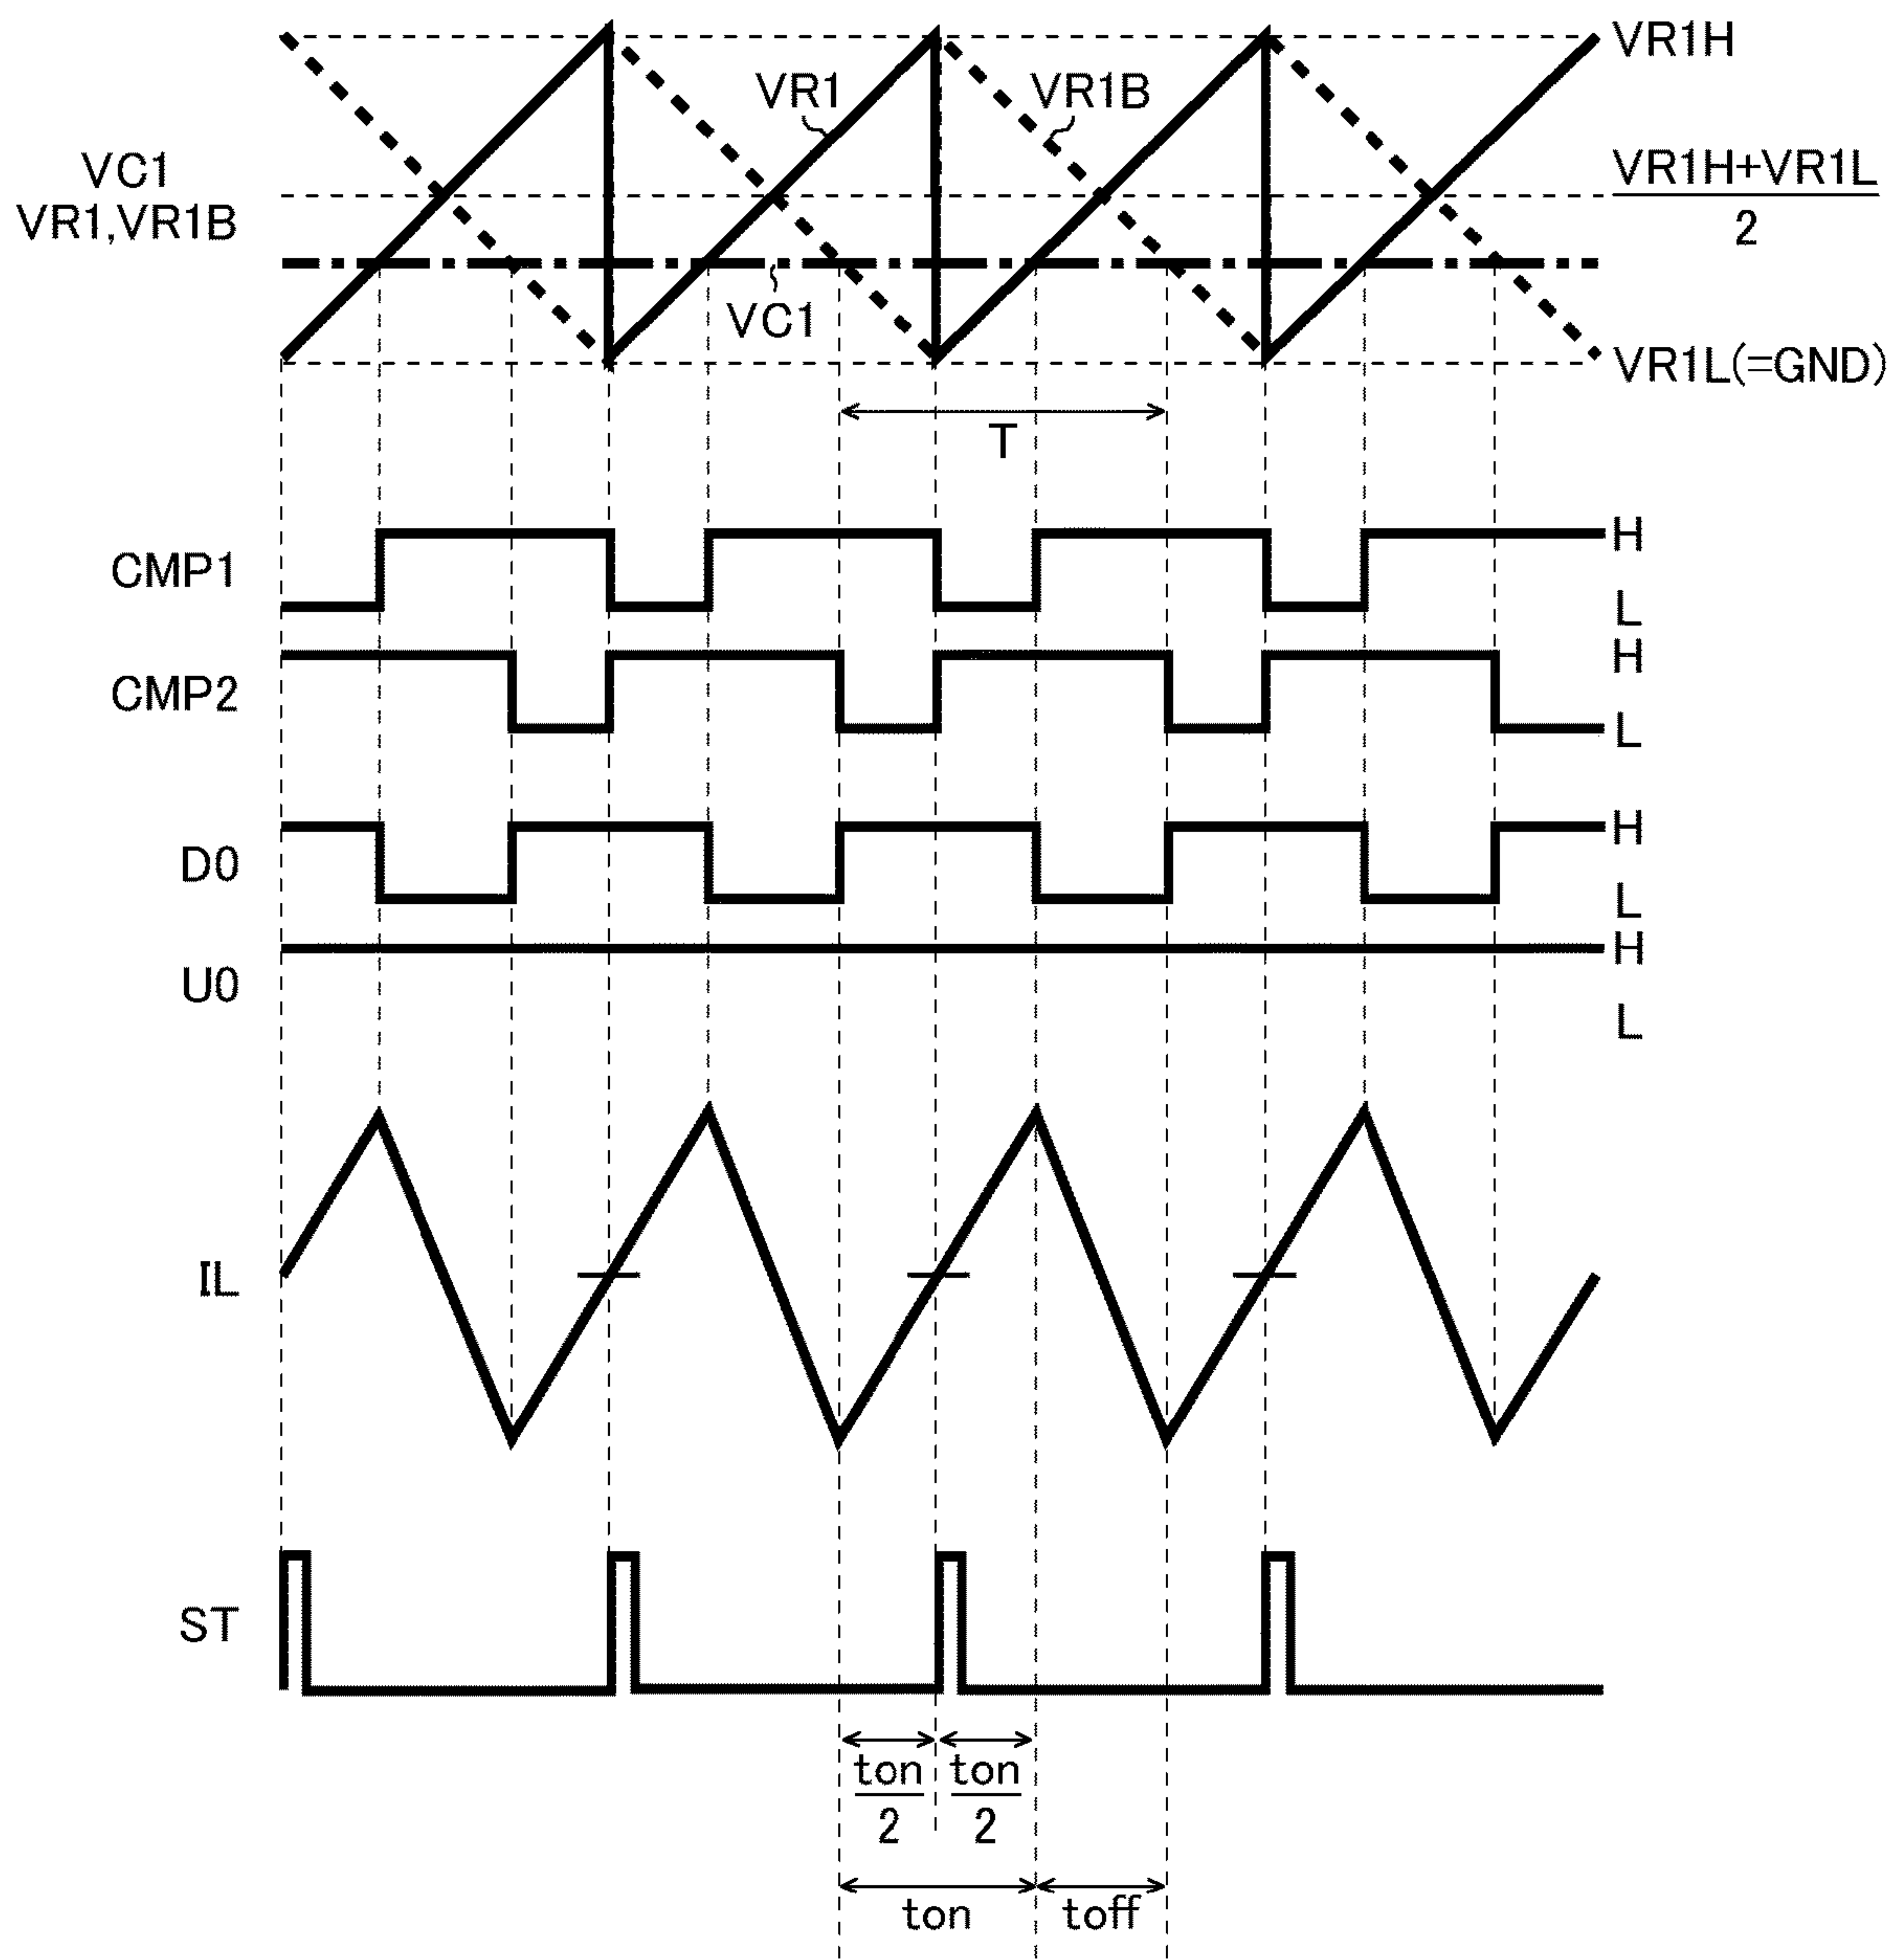 VR1H
VR1
VR1B
VC1
VR1,VR1B
VR1H+VR1L
2
VC1
VR1L(=GND)
T
CMP1
H
L
CMP2
H
L
D0
H
L
U0
H
L
IL
ST
ton
2
ton
2
ton
toff